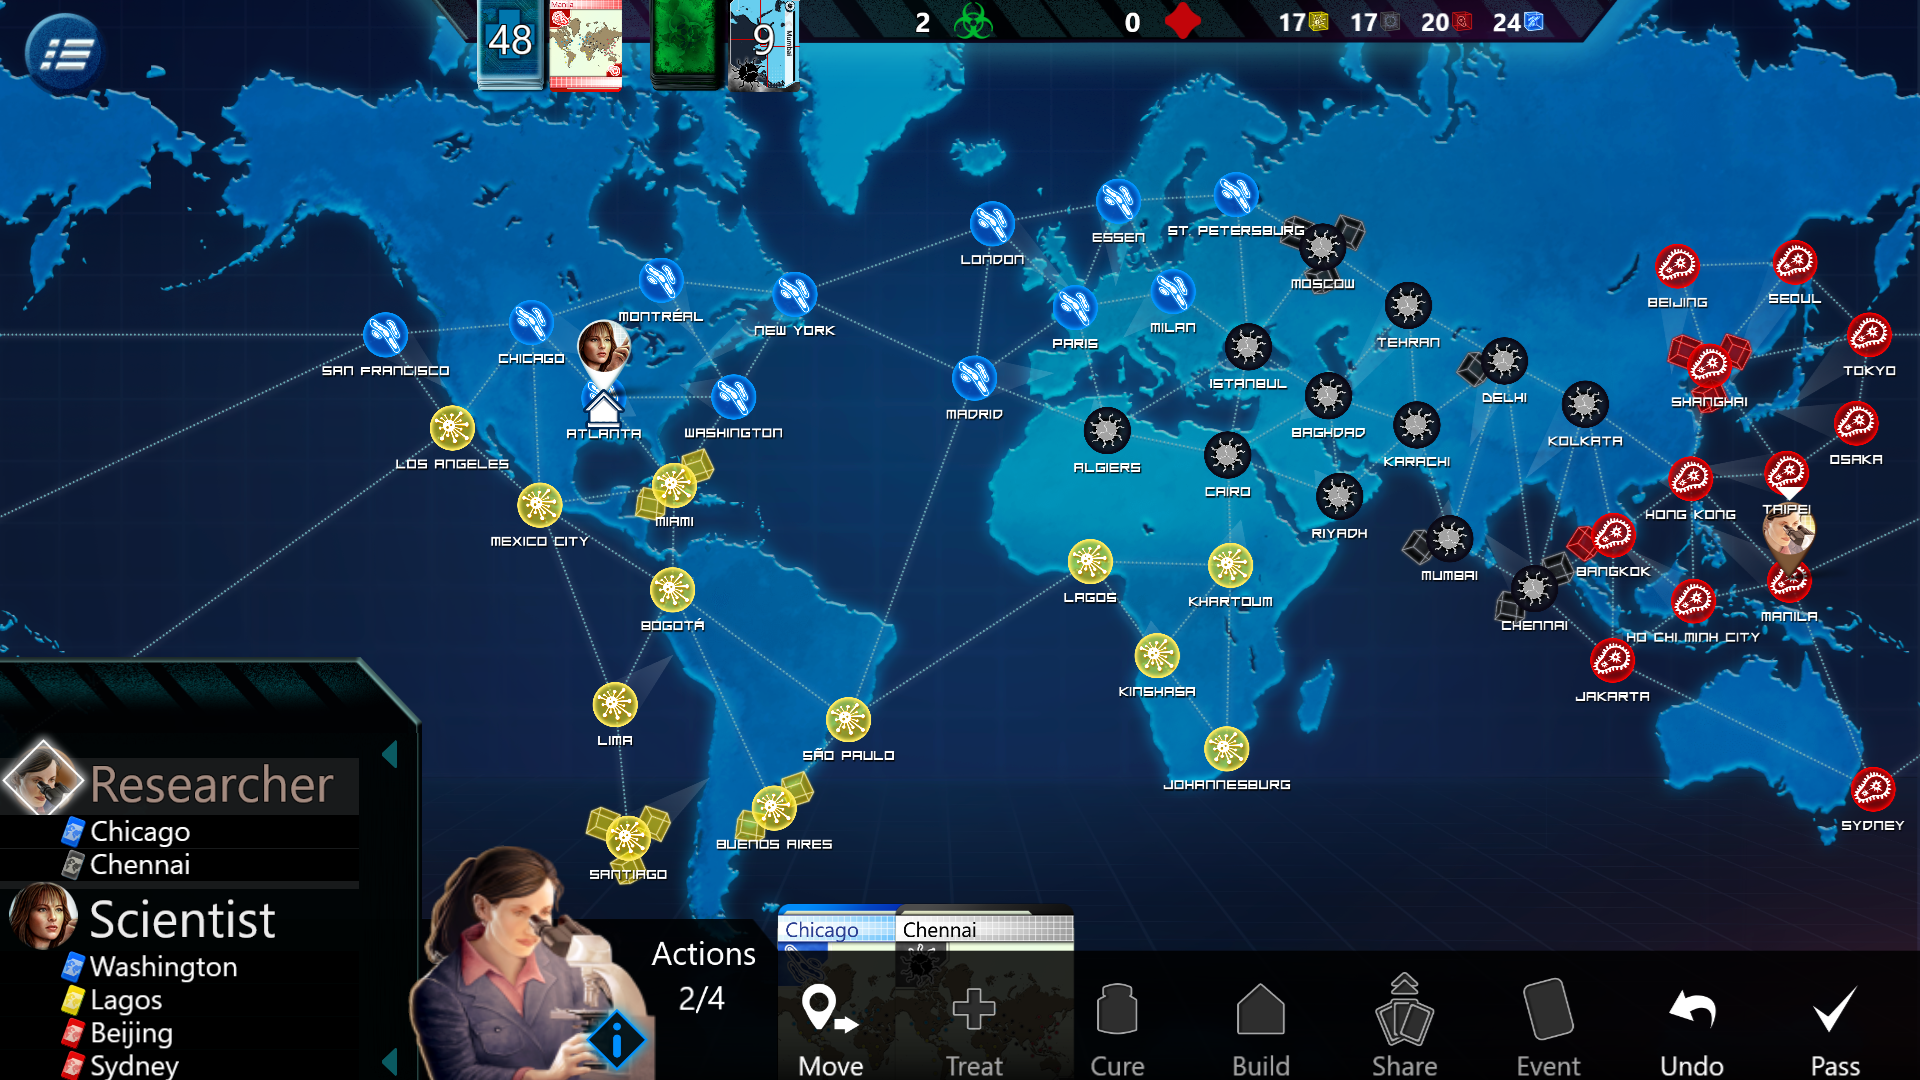 48
Manila
9
Mumbai
2
0
17
17
20
24
ESSEN
ST. PETERSBURG
LONDON
MOSCOW
BEIJING
SEOUL
MONTRÉAL
NEW YORK
MILAN
PARIS
TEHRAN
CHICAGO
SAN FRANCISCO
TOKYO
ISTANBUL
DELHI
SHANGHAI
MADRID
ATLANTA
WASHINGTON
BAGHDAD
KOLKATA
LOS ANGELES
ALGIERS
KARACHI
OSAKA
CAIRO
MIAMI
HONG KONG
TAIPEI
MEXICO CITY
RIYADH
MUMBAI
BANGKOK
LAGOS
KHARTOUM
BOGOTÁ
CHENNAI
MANILA
HO CHI MINH CITY
KINSHASA
JAKARTA
LIMA
SÃO PAULO
JOHANNESBURG
SYDNEY
BUENOS AIRES
SANTIAGO
Researcher
Chicago
Chennai
Scientist
Washington
Lagos
Beijing
Sydney
Actions
2/4
Chicago
Chennai
Move
Treat
Cure
Build
Share
Event
Undo
Pass